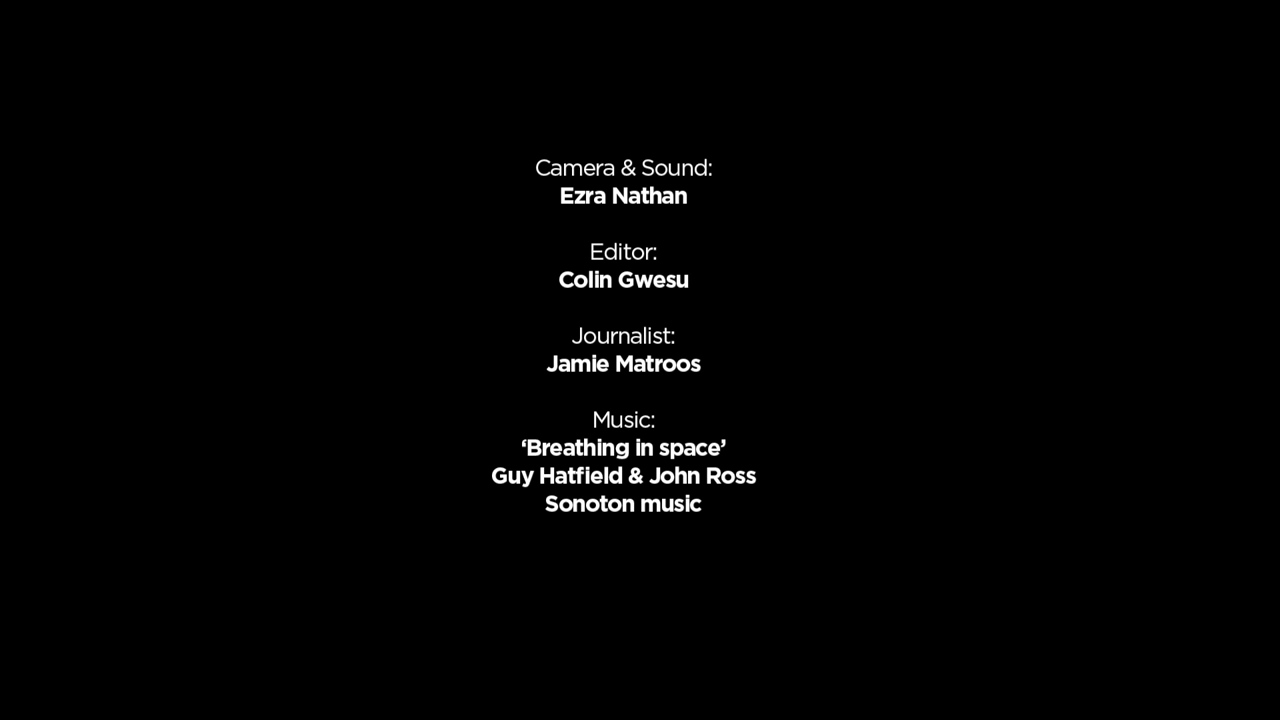 Camera & Sound:
Ezra Nathan
Editor:
Colin Gwesu
Journalist:
Jamie Matroos
Music:
‘Breathing in space’
Guy Hatfield & John Ross
Sonoton music